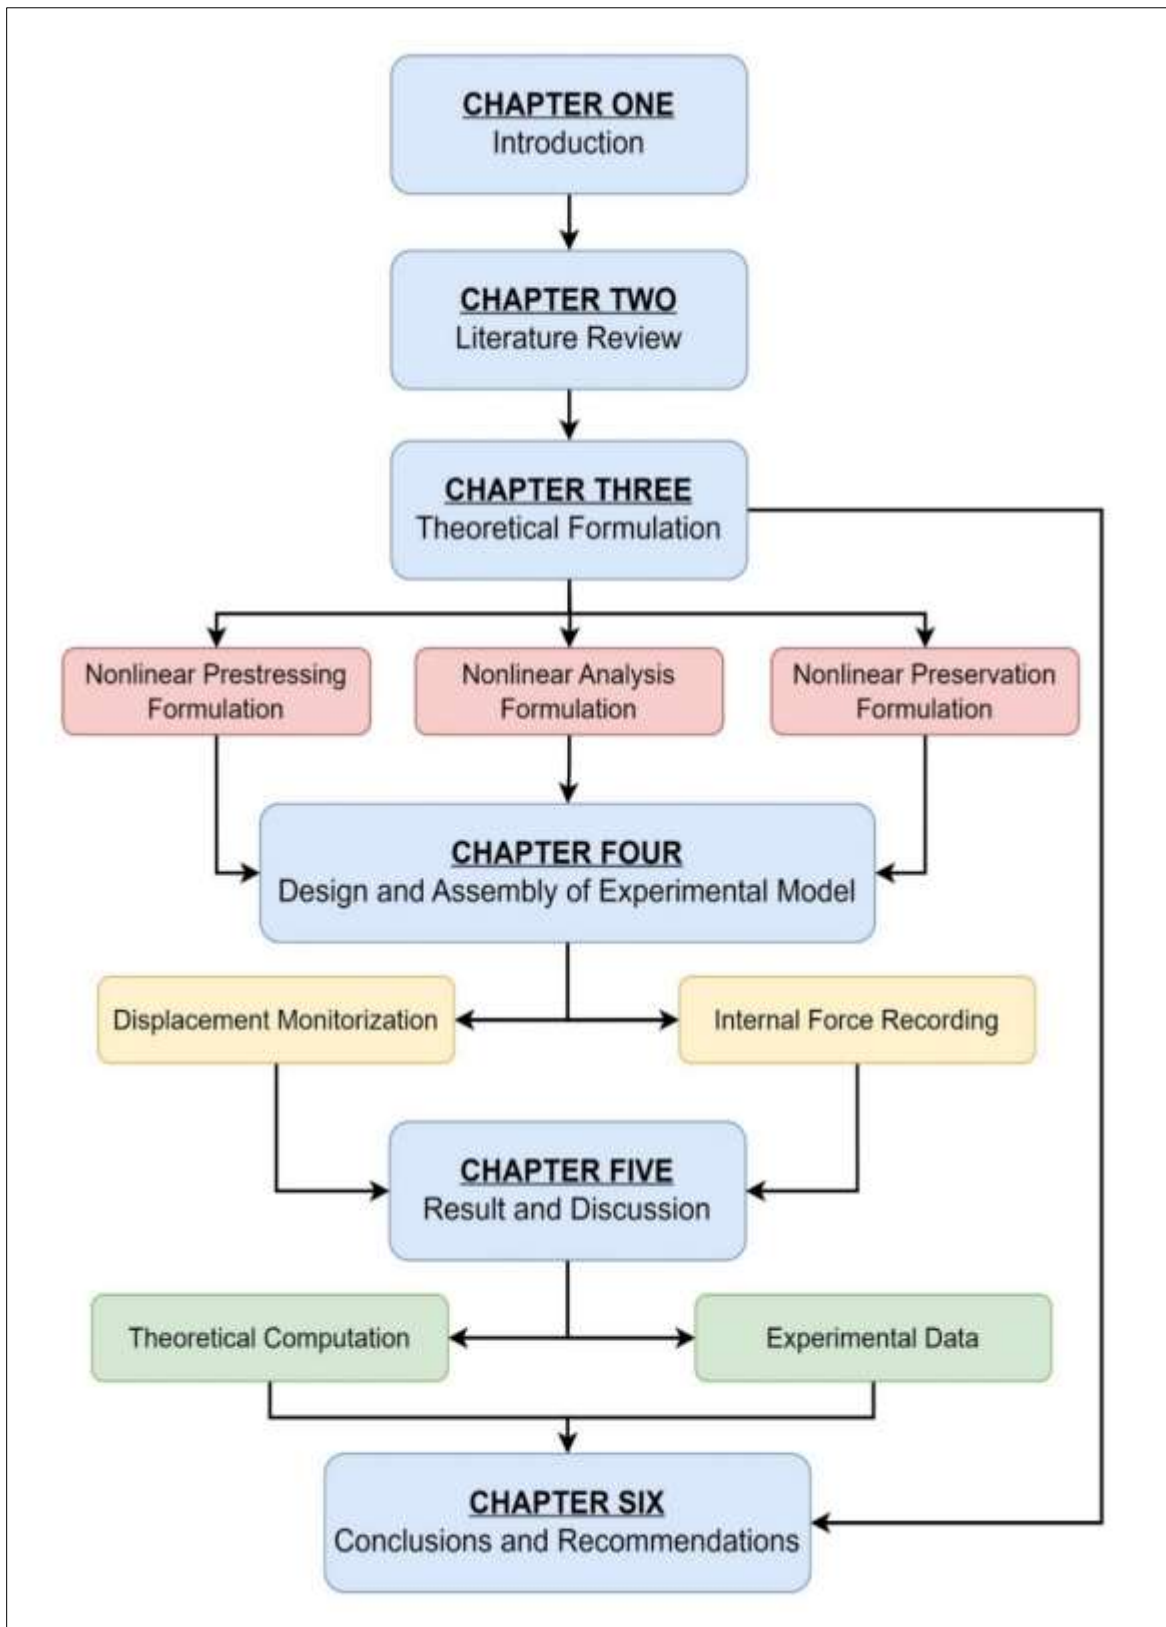 CHAPTER ONE
Introduction
CHAPTER TWO
Literature Review
CHAPTER THREE
Theoretical Formulation
Nonlinear Prestressing
Formulation
Nonlinear Analysis
Formulation
Nonlinear Preservation
Formulation
CHAPTER FOUR
Design and Assembly of Experimental Model
Displacement Monitorization
Internal Force Recording
CHAPTER FIVE
Result and Discussion
Theoretical Computation
Experimental Data
CHAPTER SIX
Conclusions and Recommendations